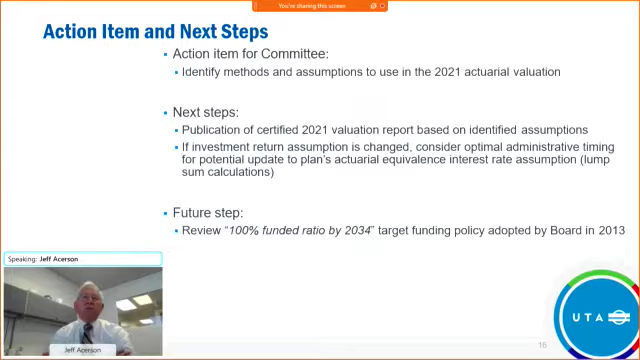 You're sharing this screen
Action Item and Next Steps
Action item for Committee:
Identify methods and assumptions to use in the 2021 actuarial valuation
Next steps:
Publication of certified 2021 valuation report based on identified assumptions
If investment return assumption is changed, consider optimal administrative timing
for potential update to plan's actuarial equivalence interest rate assumption (lump
sum calculations)
Future step:
Review "100% funded ratio by 2034" target funding policy adopted by Board in 2013
Speaking: Jeff Acerson
Jeff Acerson
UTA
16